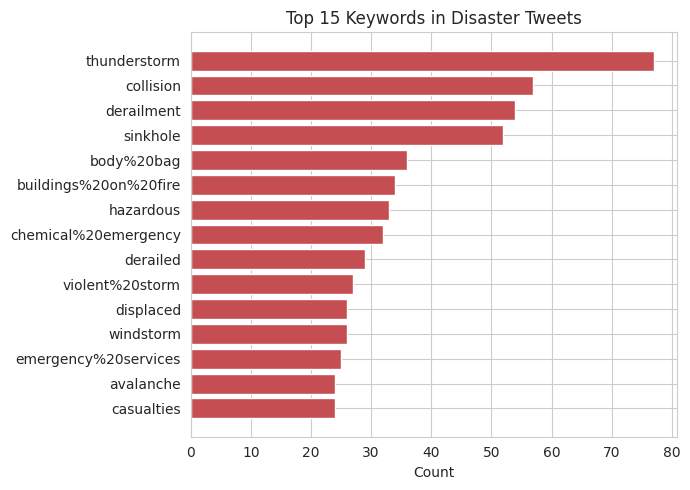 Top 15 Keywords in Disaster Tweets
thunderstorm
collision
derailment
sinkhole
body%20bag
buildings%20on%20fire
hazardous
chemical%20emergency
derailed
violent%20storm
displaced
windstorm
emergency%20services
avalanche
casualties
0 10 20 30 40 50 60 70 80
Count